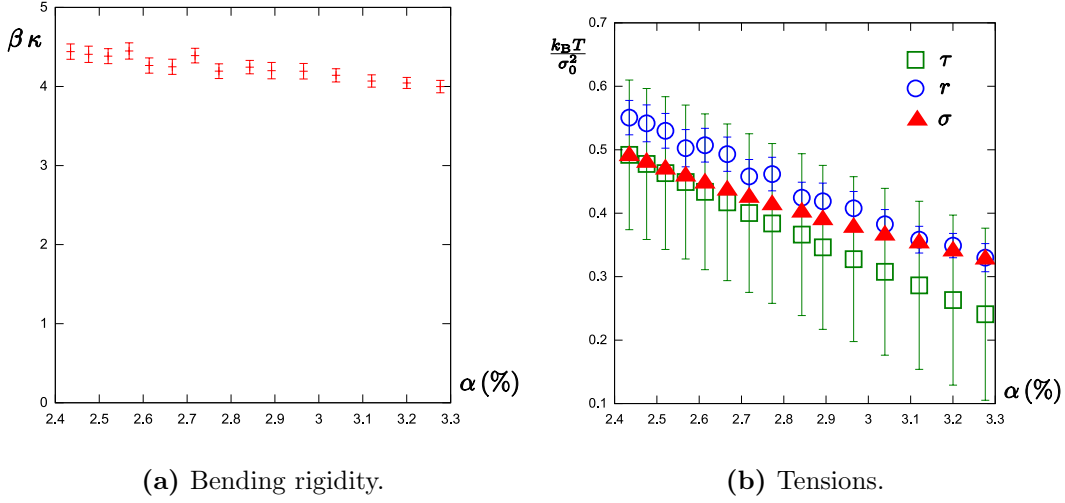 5
β κ
4
3
2
1
0
2.4 2.5 2.6 2.7 2.8 2.9 3 3.1 3.2 3.3
α (%)
(a) Bending rigidity.
0.7
k_B T / σ_0^2
0.6
0.5
0.4
0.3
0.2
0.1
τ
r
σ
2.4 2.5 2.6 2.7 2.8 2.9 3 3.1 3.2 3.3
α (%)
(b) Tensions.